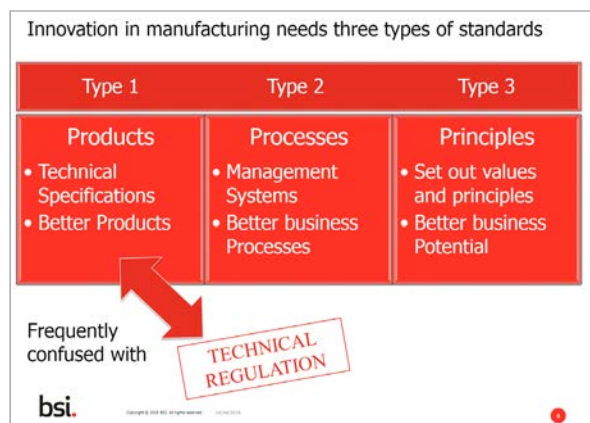 Innovation in manufacturing needs three types of standards
Type 1
Type 2
Type 3
Products
• Technical
Specifications
• Better Products
Processes
• Management
Systems
• Better business
Processes
Principles
• Set out values
and principles
• Better business
Potential
Frequently
confused with
TECHNICAL
REGULATION
bsi.